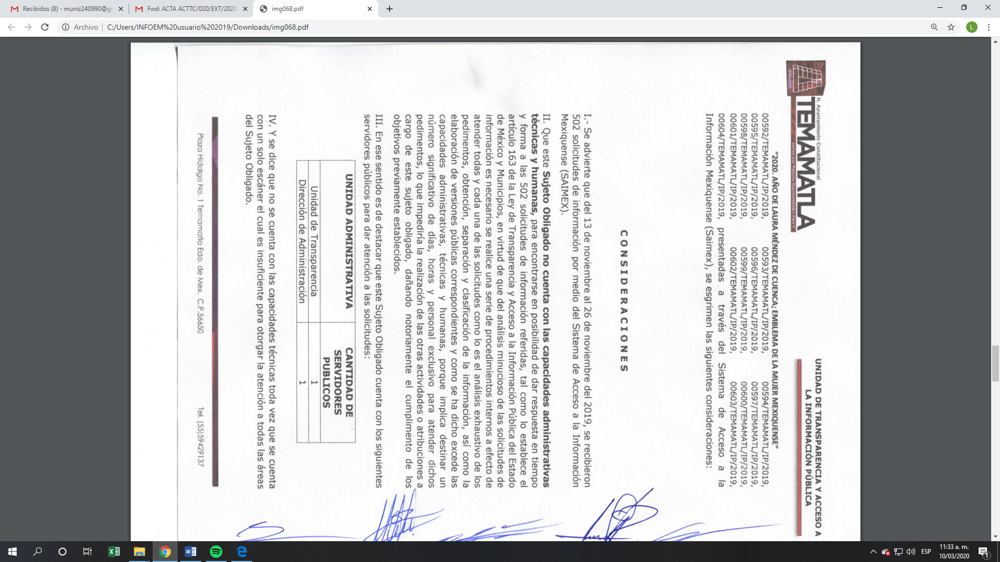 Recibidos (8) - muniz240990@gm
Fwd: ACTA ACTTC/020/EXT/2020
img068.pdf
Archivo
C:/Users/INFOEM%20usuario%202019/Downloads/img068.pdf
L
H. Ayuntamiento Constitucional
TEMAMATLA
Juntos por Mejores Oportunidades Para ti
UNIDAD DE TRANSPARENCIA Y ACCESO A
LA INFORMACIÓN PÚBLICA
"2020. AÑO DE LAURA MÉNDEZ DE CUENCA; EMBLEMA DE LA MUJER MEXIQUENSE"
00592/TEMAMATL/IP/2019, 00593/TEMAMATL/IP/2019, 00594/TEMAMATL/IP/2019,
00595/TEMAMATL/IP/2019, 00596/TEMAMATL/IP/2019, 00597/TEMAMATL/IP/2019,
00598/TEMAMATL/IP/2019, 00599/TEMAMATL/IP/2019, 00600/TEMAMATL/IP/2019,
00601/TEMAMATL/IP/2019, 00602/TEMAMATL/IP/2019, 00603/TEMAMATL/IP/2019,
00604/TEMAMATL/IP/2019, presentadas a través del Sistema de Acceso a la
Información Mexiquense (Saimex), se esgrimen las siguientes consideraciones:
C O N S I D E R A C I O N E S
I.- Se advierte que del 13 de noviembre al 26 de noviembre del 2019, se recibieron
502 solicitudes de información por medio del Sistema de Acceso a la Información
Mexiquense (SAIMEX).
II. Que este Sujeto Obligado no cuenta con las capacidades administrativas
técnicas y humanas, para encontrarse en posibilidad de dar respuesta en tiempo
y forma a las 502 solicitudes de información referidas, tal como lo establece el
artículo 163 de la Ley de Transparencia y Acceso a la Información Pública del Estado
de México y Municipios, en virtud de que del análisis minucioso de las solicitudes de
información es necesario se realice una serie de procedimientos internos a efecto de
atender todas y cada una de las solicitudes como lo es el análisis exhaustivo de los
pedimentos, obtención, separación y clasificación de la información, así como la
elaboración de versiones públicas correspondientes y como se ha dicho excede las
capacidades administrativas, técnicas y humanas, porque implica destinar un
número significativo de días, horas y personal exclusivo para atender dichos
pedimentos, lo que impediría la realización de las otras actividades o atribuciones a
cargo de este sujeto obligado, dañando notoriamente el cumplimento de los
objetivos previamente establecidos.
III. En ese sentido es de destacar que este Sujeto Obligado cuenta con los siguientes
servidores públicos para dar atención a las solicitudes:
UNIDAD ADMINISTRATIVA
CANTIDAD DE
SERVIDORES
PUBLICOS
Unidad de Transparencia 1
Dirección de Administración 1
IV. Y se dice que no se cuenta con las capacidades técnicas toda vez que se cuenta
con un solo escáner el cual es insuficiente para otorgar la atención a todas las áreas
del Sujeto Obligado.
Plaza Hidalgo No. 1 Temamatla Edo. de Mex. C.P.56650 Tel. (55)59429137
ESP
11:33 a. m.
10/03/2020
1